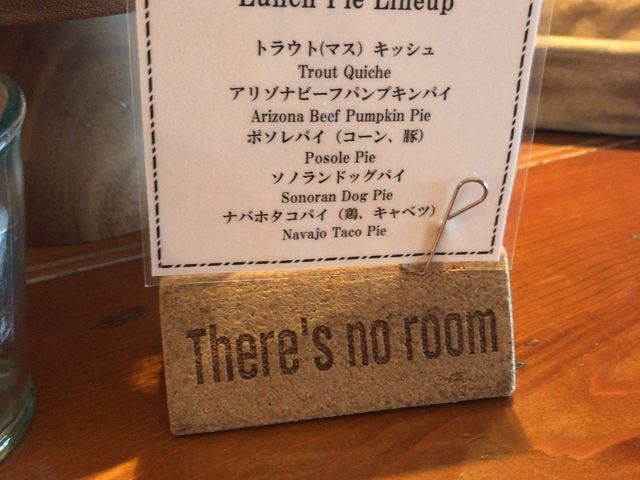 Lunch Pie Lineup
トラウト(マス) キッシュ
Trout Quiche
アリゾナビーフパンプキンパイ
Arizona Beef Pumpkin Pie
ポソレパイ（コーン、豚）
Posole Pie
ソノランドッグパイ
Sonoran Dog Pie
ナバホタコパイ（鶏、キャベツ）
Navajo Taco Pie
There's no room